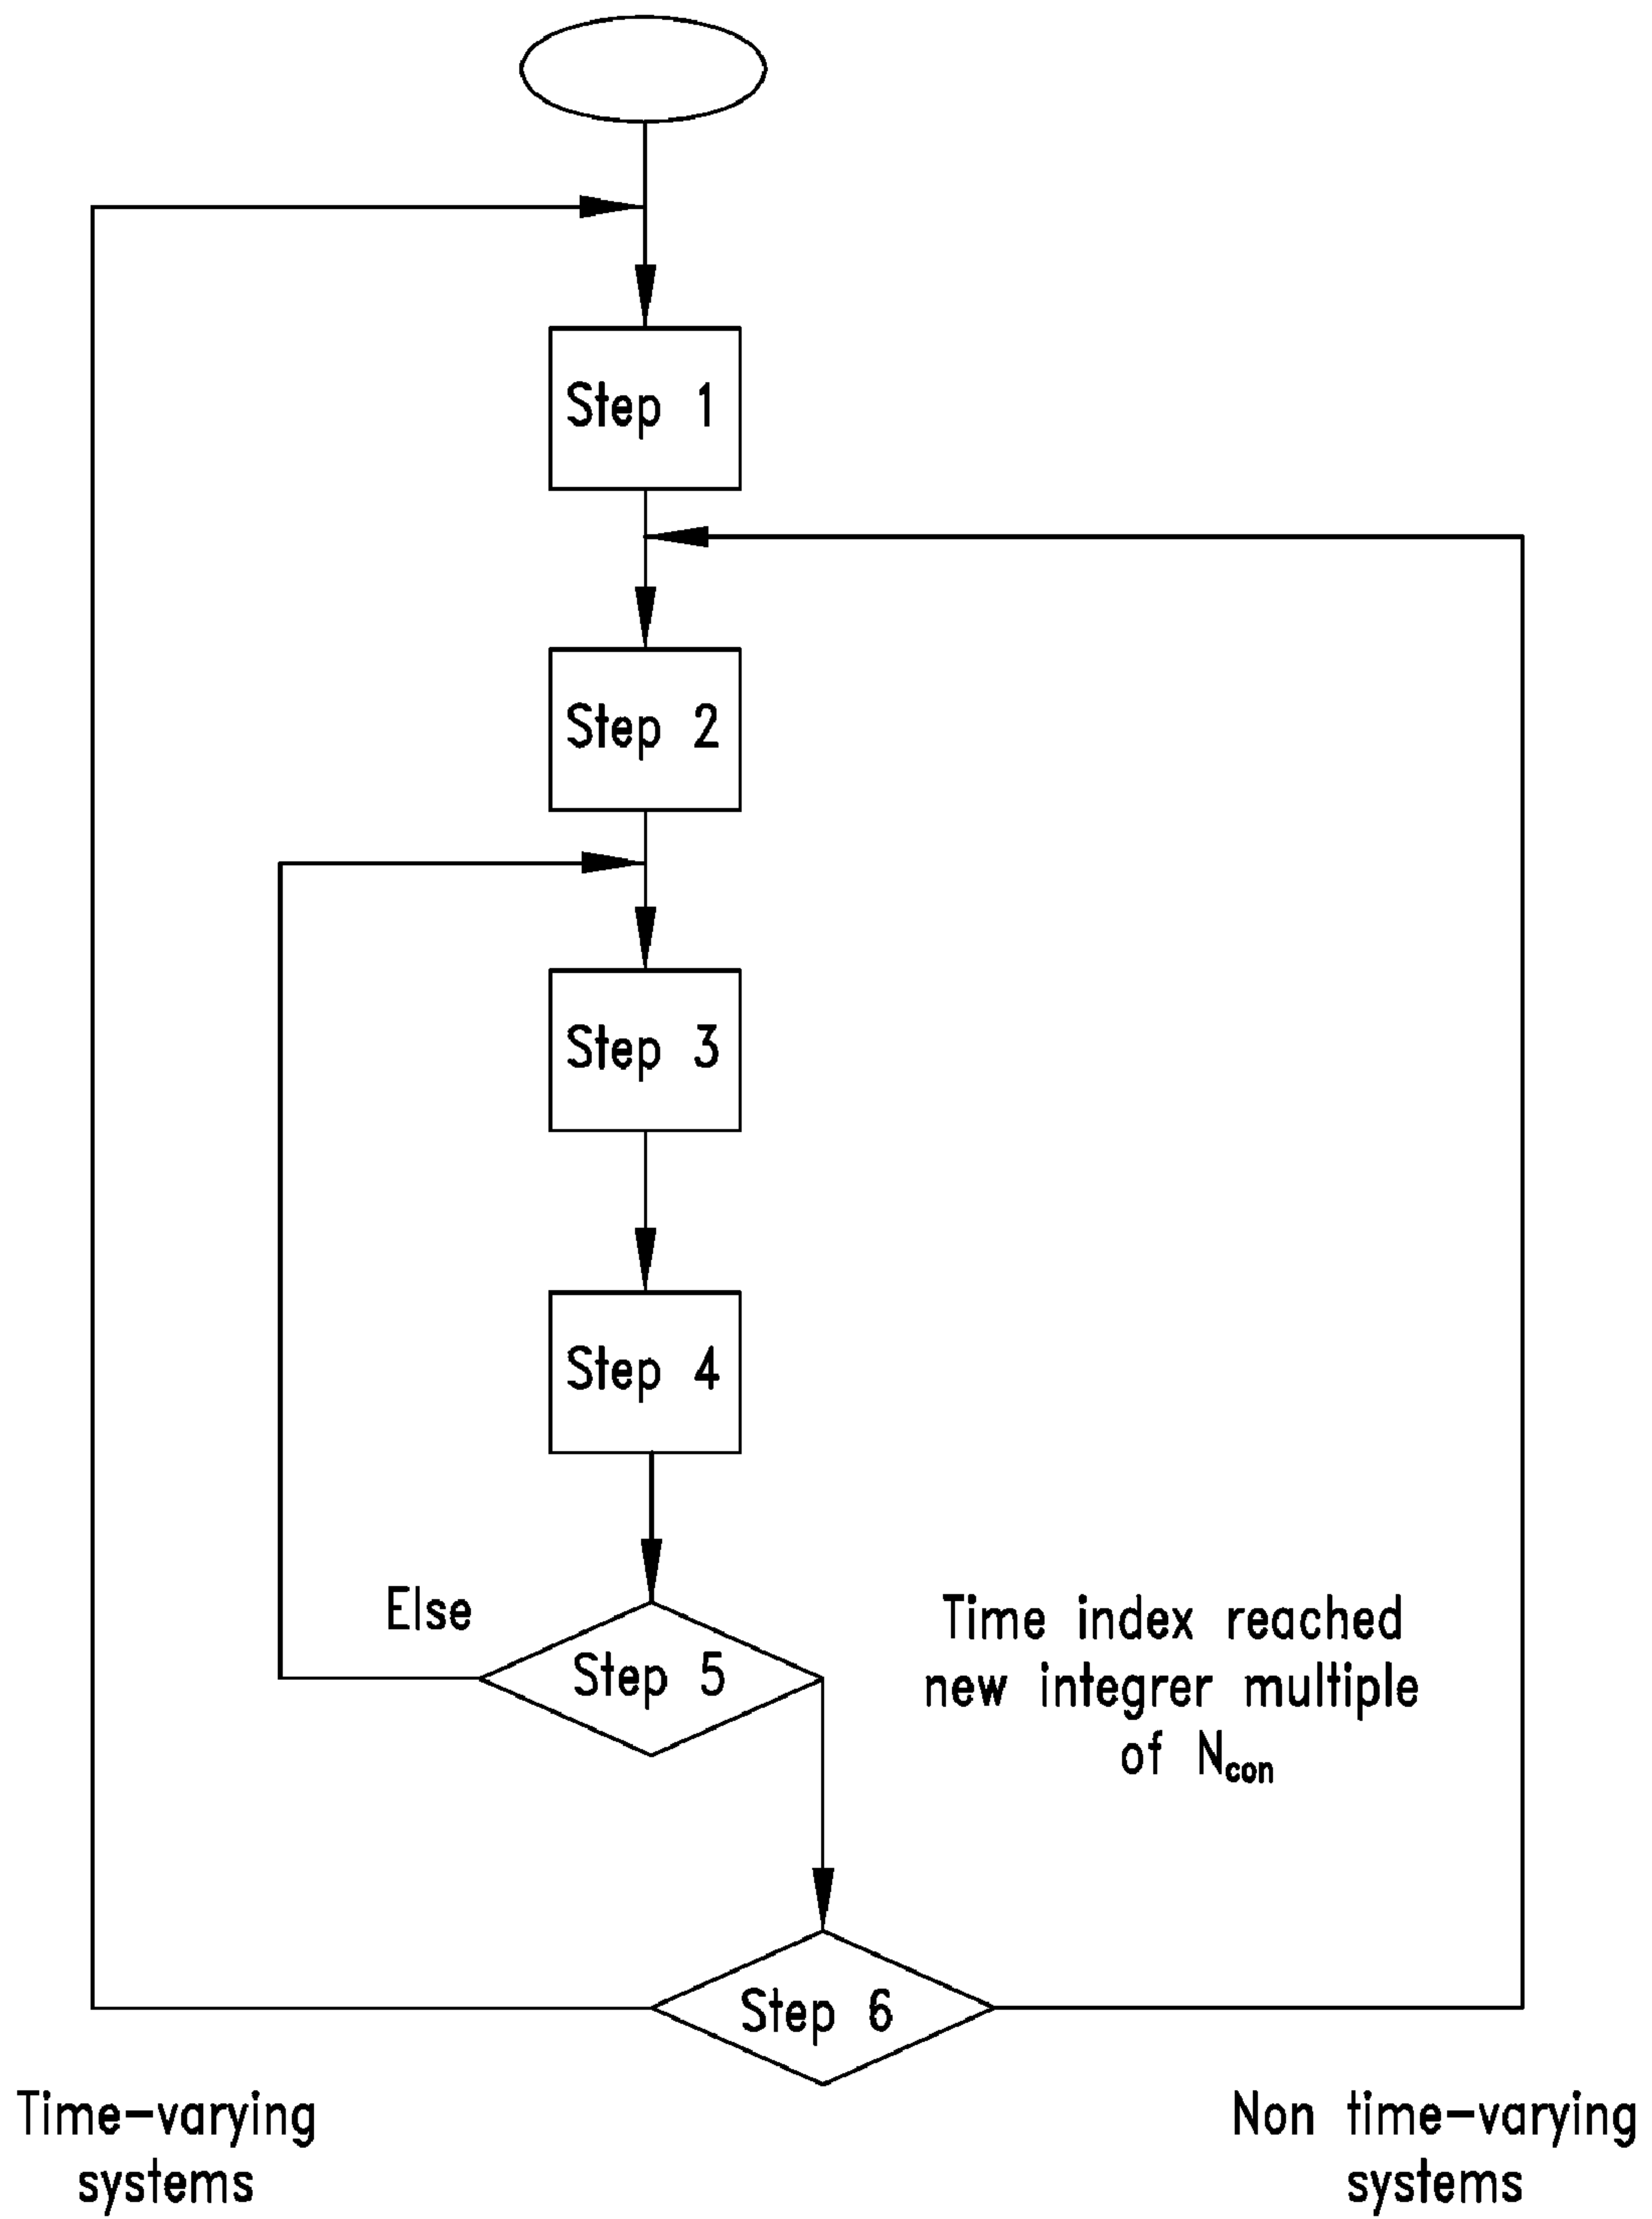 Step 1
Step 2
Step 3
Step 4
Else
Step 5
Time index reached
new integrer multiple
of Ncon
Step 6
Time-varying
systems
Non time-varying
systems